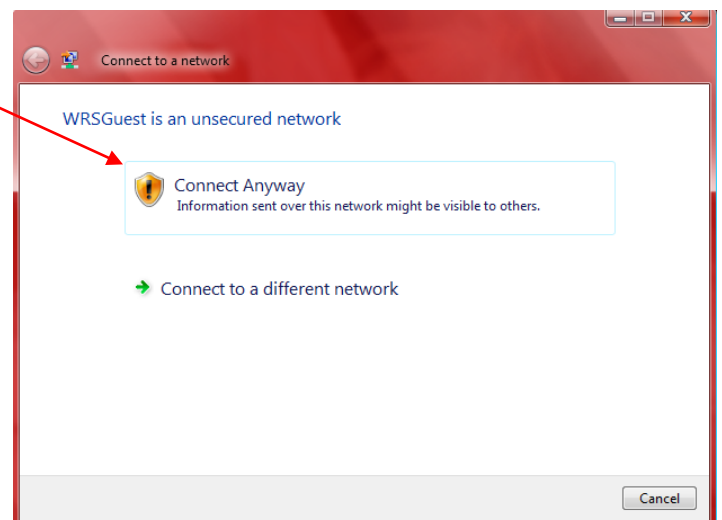 Connect to a network
WRSGuest is an unsecured network
Connect Anyway
Information sent over this network might be visible to others.
Connect to a different network
Cancel